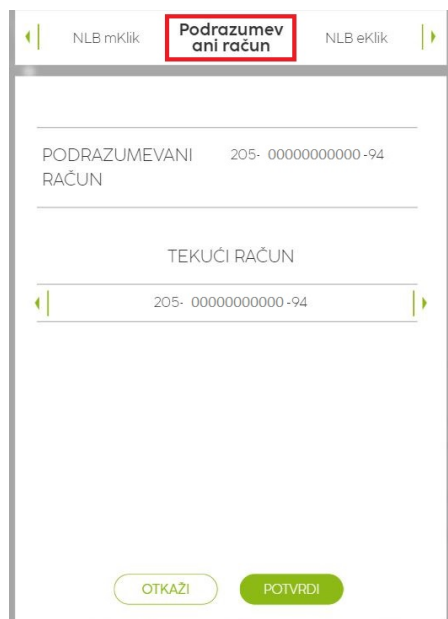 NLB mKlik
Podrazumev
ani račun
NLB eKlik
PODRAZUMEVANI
RAČUN
205- 00000000000 -94
TEKUĆI RAČUN
205- 00000000000 -94
OTKAŽI
POTVRDI